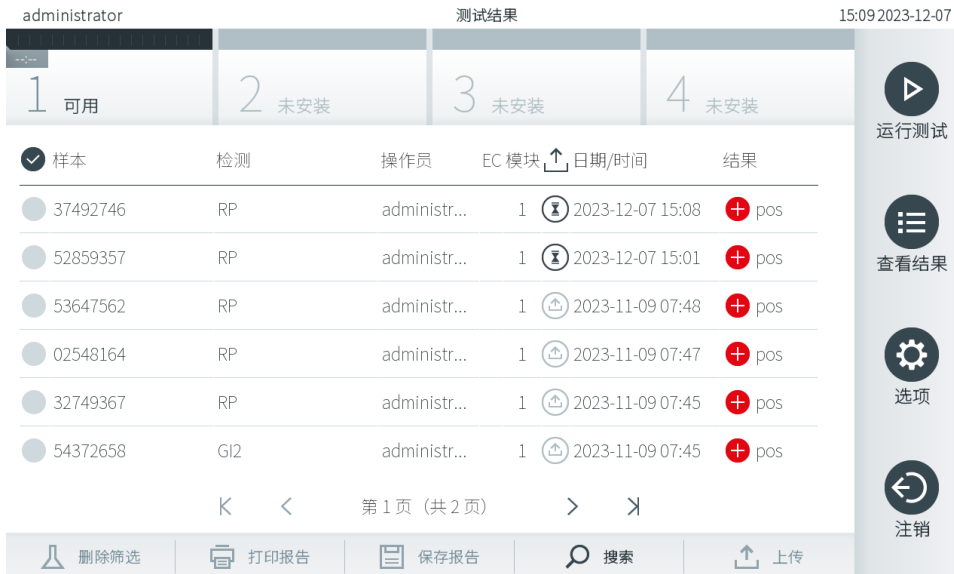 administrator 测试结果 15:09 2023-12-07
--:--
1 可用 2 未安装 3 未安装 4 未安装
运行测试
样本 检测 操作员 EC 模块 日期/时间 结果
37492746 RP administr... 1 2023-12-07 15:08 pos
52859357 RP administr... 1 2023-12-07 15:01 pos
查看结果
53647562 RP administr... 1 2023-11-09 07:48 pos
02548164 RP administr... 1 2023-11-09 07:47 pos
32749367 RP administr... 1 2023-11-09 07:45 pos
选项
54372658 GI2 administr... 1 2023-11-09 07:45 pos
第 1 页（共 2 页）
注销
删除筛选 打印报告 保存报告 搜索 上传